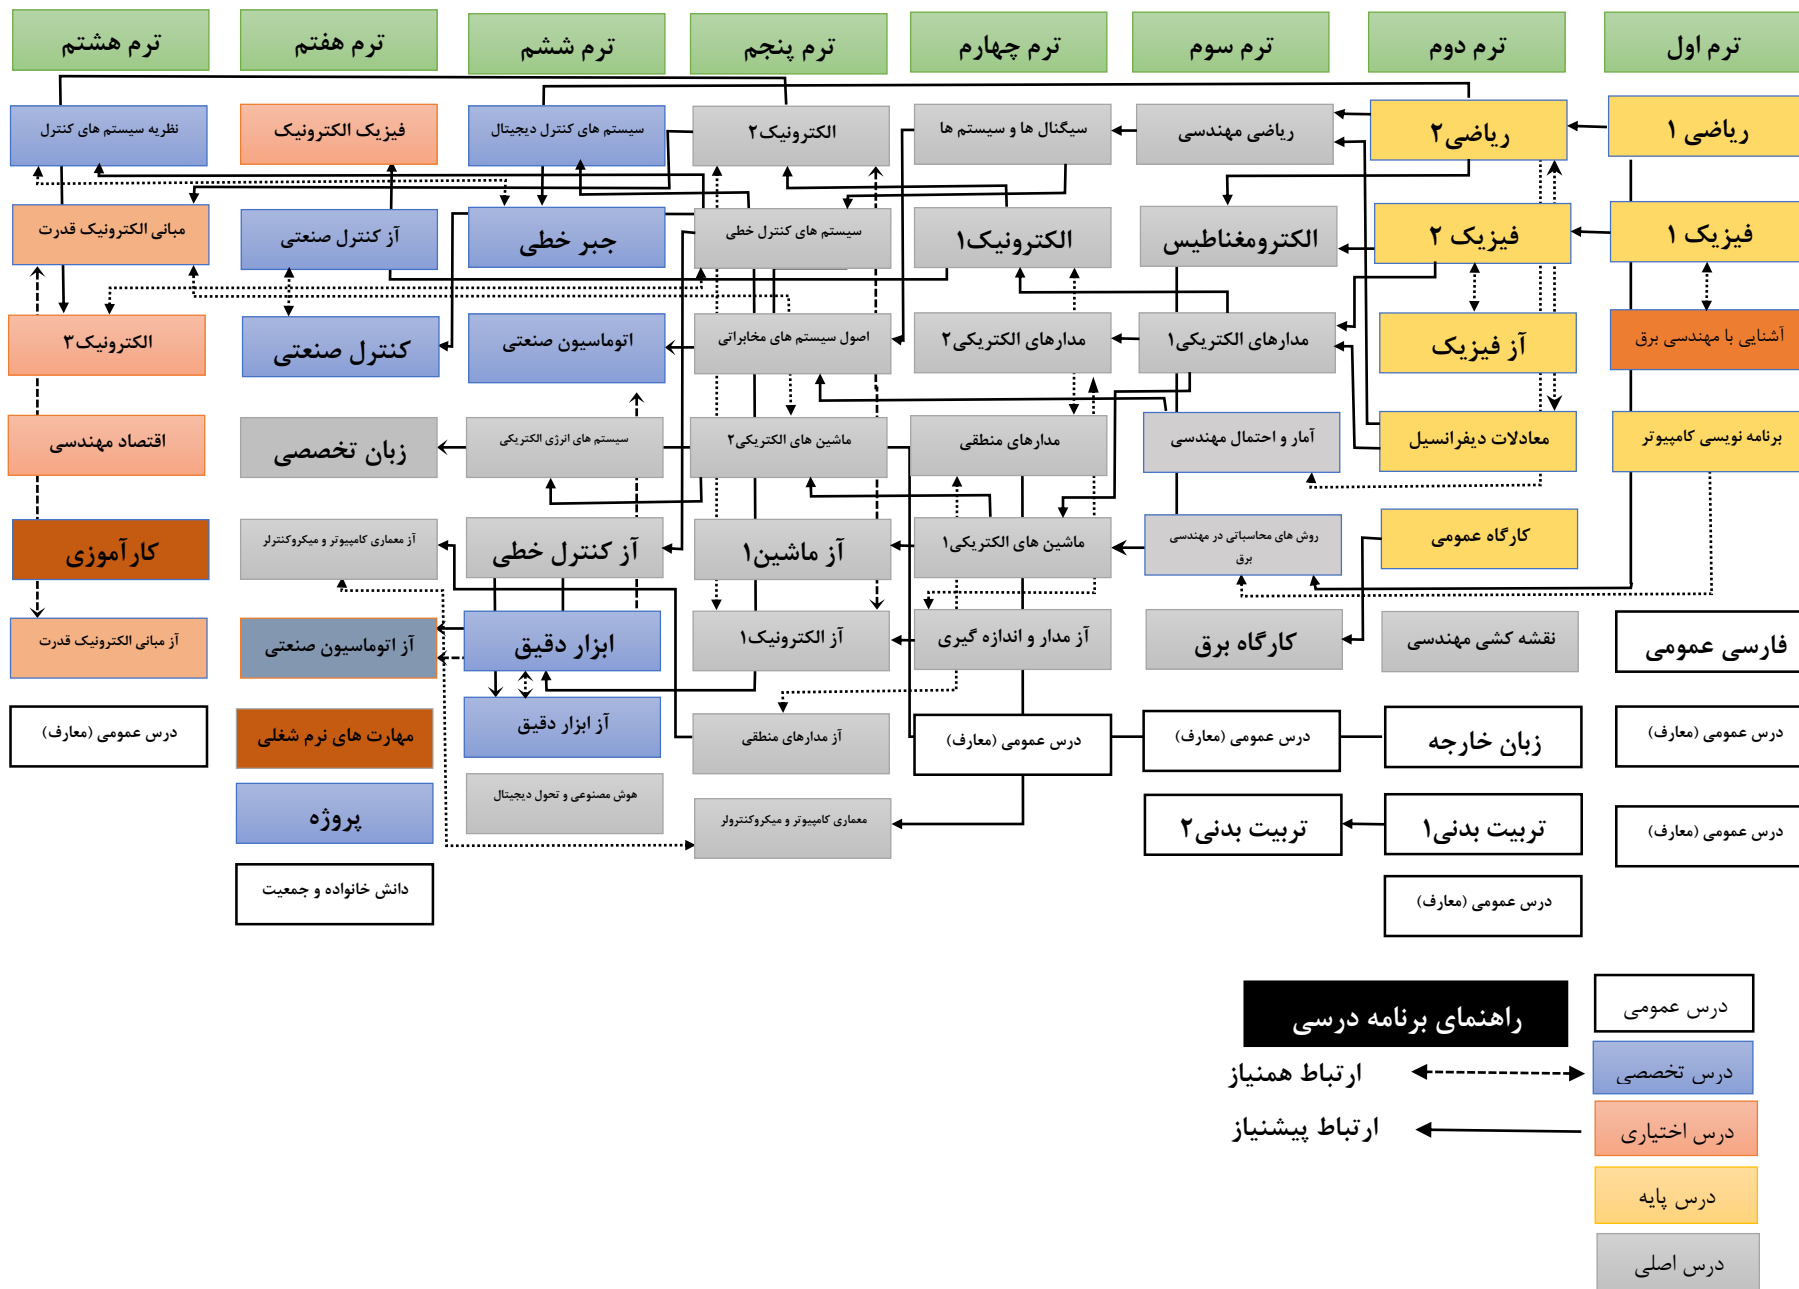 ترم اول
ترم دوم
ترم سوم
ترم چهارم
ترم پنجم
ترم ششم
ترم هفتم
ترم هشتم
ریاضی ۱
ریاضی۲
ریاضی مهندسی
سیگنال ها و سیستم ها
الکترونیک۲
سیستم های کنترل دیجیتال
فیزیک الکترونیک
نظریه سیستم های کنترل
فیزیک ۱
فیزیک ۲
الکترومغناطیس
الکترونیک۱
سیستم های کنترل خطی
جبر خطی
آز کنترل صنعتی
مبانی الکترونیک قدرت
آشنایی با مهندسی برق
آز فیزیک
مدارهای الکتریکی۱
مدارهای الکتریکی۲
اصول سیستم های مخابراتی
اتوماسیون صنعتی
کنترل صنعتی
الکترونیک۳
برنامه نویسی کامپیوتر
معادلات دیفرانسیل
آمار و احتمال مهندسی
مدارهای منطقی
ماشین های الکتریکی۲
سیستم های انرژی الکتریکی
زبان تخصصی
اقتصاد مهندسی
کارگاه عمومی
روش های محاسباتی در مهندسی
برق
ماشین های الکتریکی۱
آز ماشین۱
آز کنترل خطی
آز معماری کامپیوتر و میکروکنترلر
کارآموزی
فارسی عمومی
نقشه کشی مهندسی
کارگاه برق
آز مدار و اندازه گیری
آز الکترونیک۱
ابزار دقیق
آز اتوماسیون صنعتی
آز مبانی الکترونیک قدرت
درس عمومی (معارف)
زبان خارجه
درس عمومی (معارف)
درس عمومی (معارف)
آز مدارهای منطقی
آز ابزار دقیق
مهارت های نرم شغلی
درس عمومی (معارف)
درس عمومی (معارف)
تربیت بدنی۱
تربیت بدنی۲
معماری کامپیوتر و میکروکنترولر
هوش مصنوعی و تحول دیجیتال
پروژه
درس عمومی (معارف)
دانش خانواده و جمعیت
راهنمای برنامه درسی
درس عمومی
ارتباط همنیاز
درس تخصصی
ارتباط پیشنیاز
درس اختیاری
درس پایه
درس اصلی